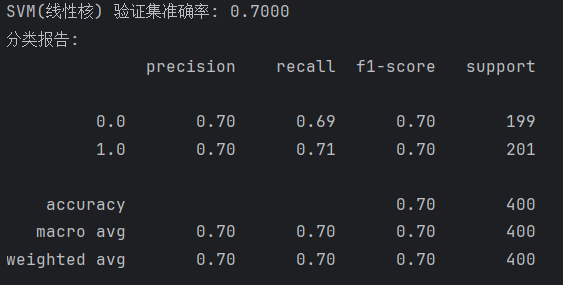 SVM(线性核) 验证集准确率: 0.7000
分类报告:
precision recall f1-score support
0.0 0.70 0.69 0.70 199
1.0 0.70 0.71 0.70 201
accuracy 0.70 400
macro avg 0.70 0.70 0.70 400
weighted avg 0.70 0.70 0.70 400